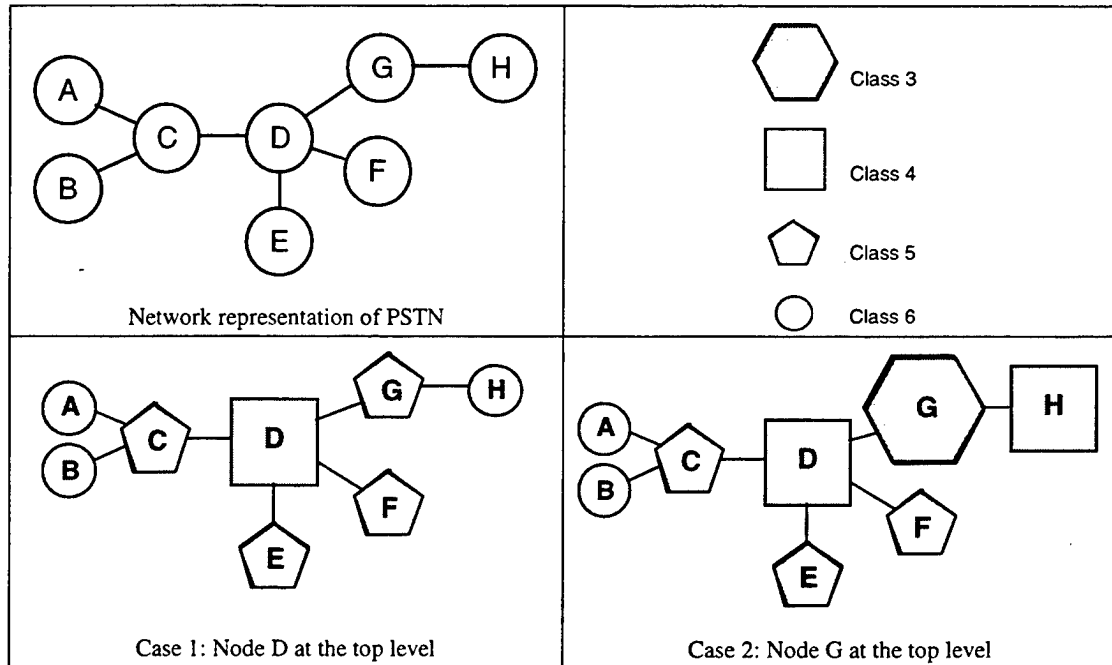 A
B
C
D
G
H
F
E
Network representation of PSTN
Class 3
Class 4
Class 5
Class 6
A
B
C
D
G
H
F
E
Case 1: Node D at the top level
A
B
C
D
G
H
F
E
Case 2: Node G at the top level